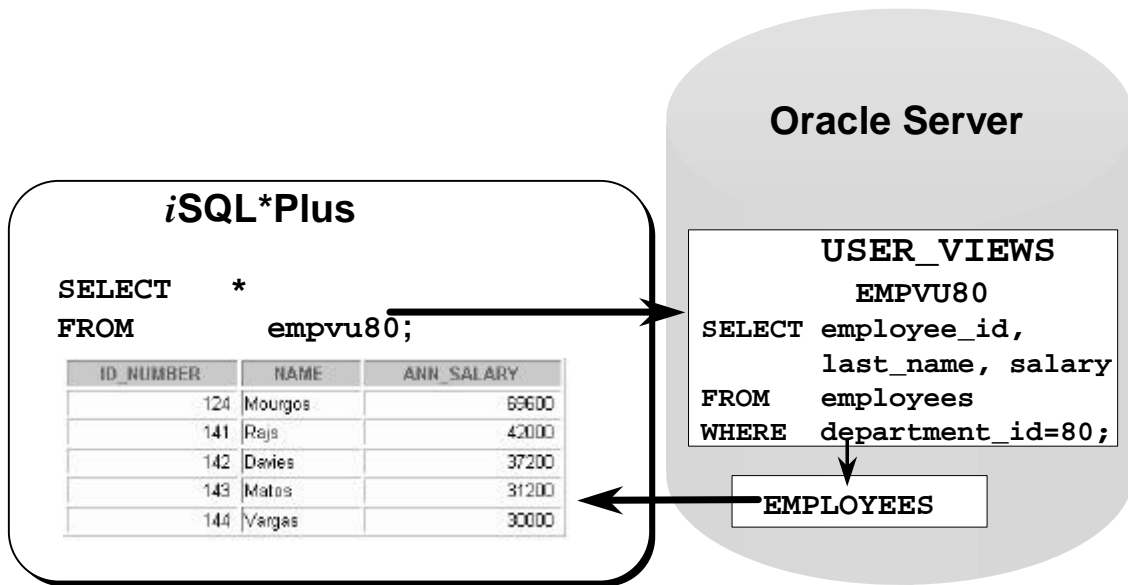 Oracle Server
iSQL*Plus
SELECT *
FROM empvu80;
ID_NUMBER NAME ANN_SALARY
124 Mourgos 69600
141 Rajs 42000
142 Davies 37200
143 Matos 31200
144 Vargas 30000
USER_VIEWS
EMPVU80
SELECT employee_id,
last_name, salary
FROM employees
WHERE department_id=80;
EMPLOYEES